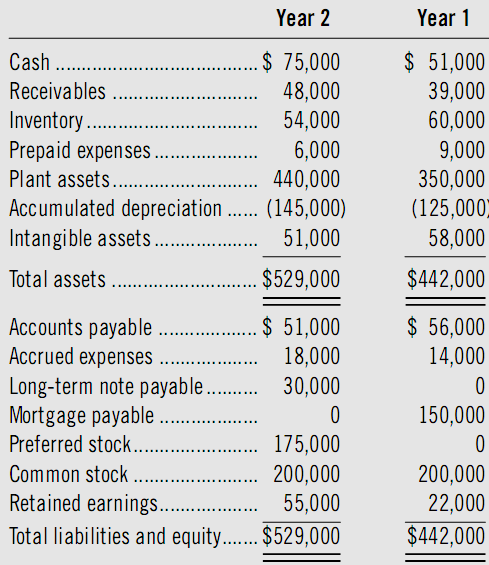 Year 2 Year 1
Cash ................................... $ 75,000 $ 51,000
Receivables ......................... 48,000 39,000
Inventory............................. 54,000 60,000
Prepaid expenses.................. 6,000 9,000
Plant assets......................... 440,000 350,000
Accumulated depreciation ...... (145,000) (125,000)
Intangible assets.................. 51,000 58,000
Total assets ......................... $529,000 $442,000
Accounts payable ................. $ 51,000 $ 56,000
Accrued expenses ................. 18,000 14,000
Long-term note payable.......... 30,000 0
Mortgage payable ................. 0 150,000
Preferred stock..................... 175,000 0
Common stock ..................... 200,000 200,000
Retained earnings.................. 55,000 22,000
Total liabilities and equity....... $529,000 $442,000